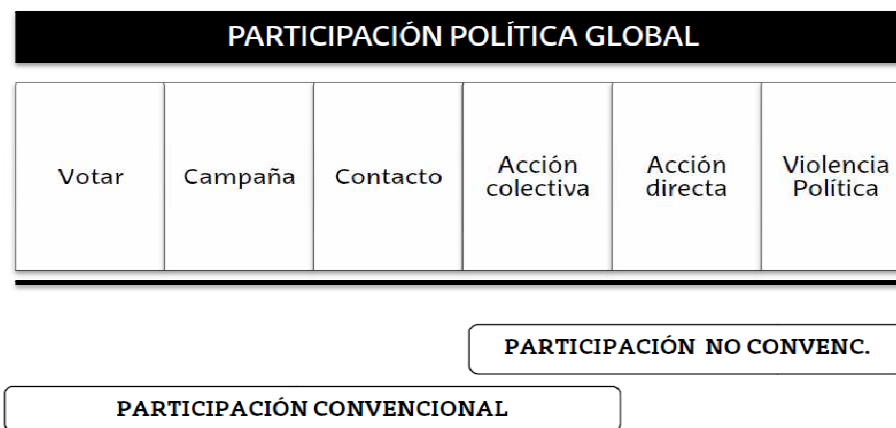 PARTICIPACIÓN POLÍTICA GLOBAL
Votar
Campaña
Contacto
Acción
colectiva
Acción
directa
Violencia
Política
PARTICIPACIÓN NO CONVENC.
PARTICIPACIÓN CONVENCIONAL